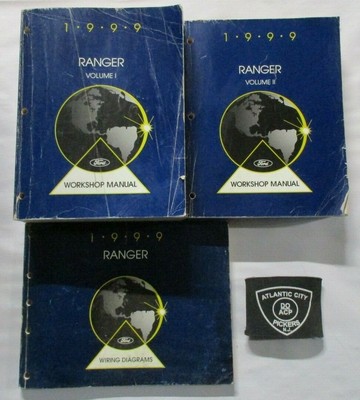 1 • 9 • 9 • 9
RANGER
VOLUME I
Ford
WORKSHOP MANUAL
1 • 9 • 9 • 9
RANGER
VOLUME II
Ford
WORKSHOP MANUAL
1 • 9 • 9 • 9
RANGER
Ford
WIRING DIAGRAMS
ATLANTIC CITY
DO
ACP
PICKERS
N.J.